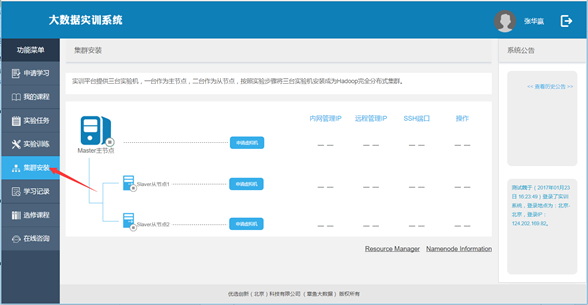 大数据实训系统
张华赢
功能菜单
申请学习
我的课程
实验任务
实验训练
集群安装
学习记录
选修课程
在线咨询
集群安装
实训平台提供三台实验机，一台作为主节点，二台作为从节点，按照实验步骤将三台实验机安装成为Hadoop完全分布式集群。
内网管理IP 远程管理IP SSH端口 操作
Master主节点
申请虚拟机
— — — — — — — —
Slaver从节点1
申请虚拟机
— — — — — — — —
Slaver从节点2
申请虚拟机
— — — — — — — —
Resource Manager Namenode Information
系统公告
>> 查看历史公告 >>
测试腾于（2017年01月23
日 16:23:49）登录了实训
系统，登录地点为：北京-
北京，登录IP：
124.202.169.82。
优选创新（北京）科技有限公司（章鱼大数据）版权所有